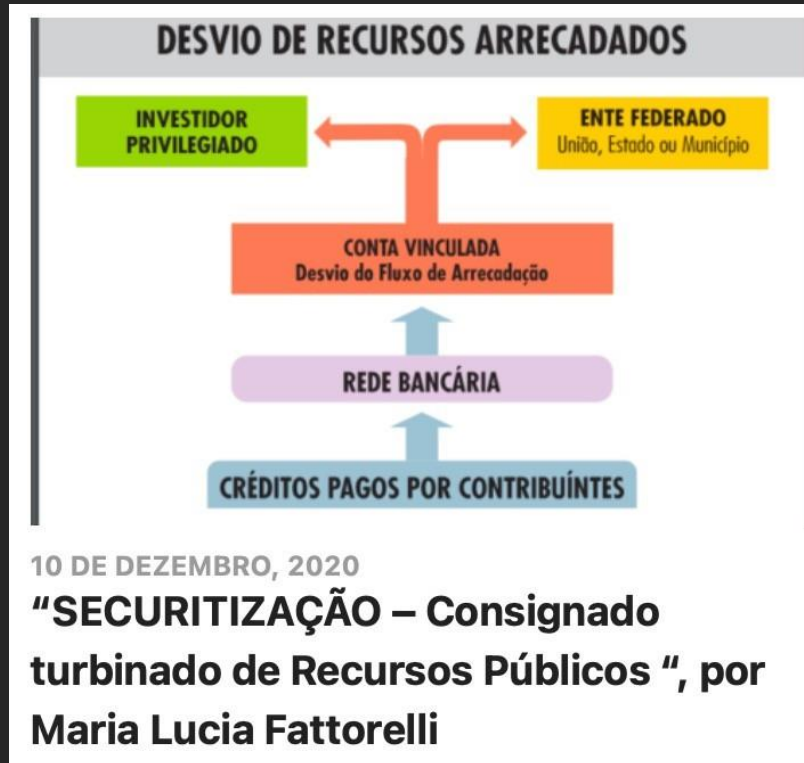 DESVIO DE RECURSOS ARRECADADOS
INVESTIDOR
PRIVILEGIADO
ENTE FEDERADO
União, Estado ou Município
CONTA VINCULADA
Desvio do Fluxo de Arrecadação
REDE BANCÁRIA
CRÉDITOS PAGOS POR CONTRIBUÍNTES
10 DE DEZEMBRO, 2020
“SECURITIZAÇÃO – Consignado
turbinado de Recursos Públicos “, por
Maria Lucia Fattorelli